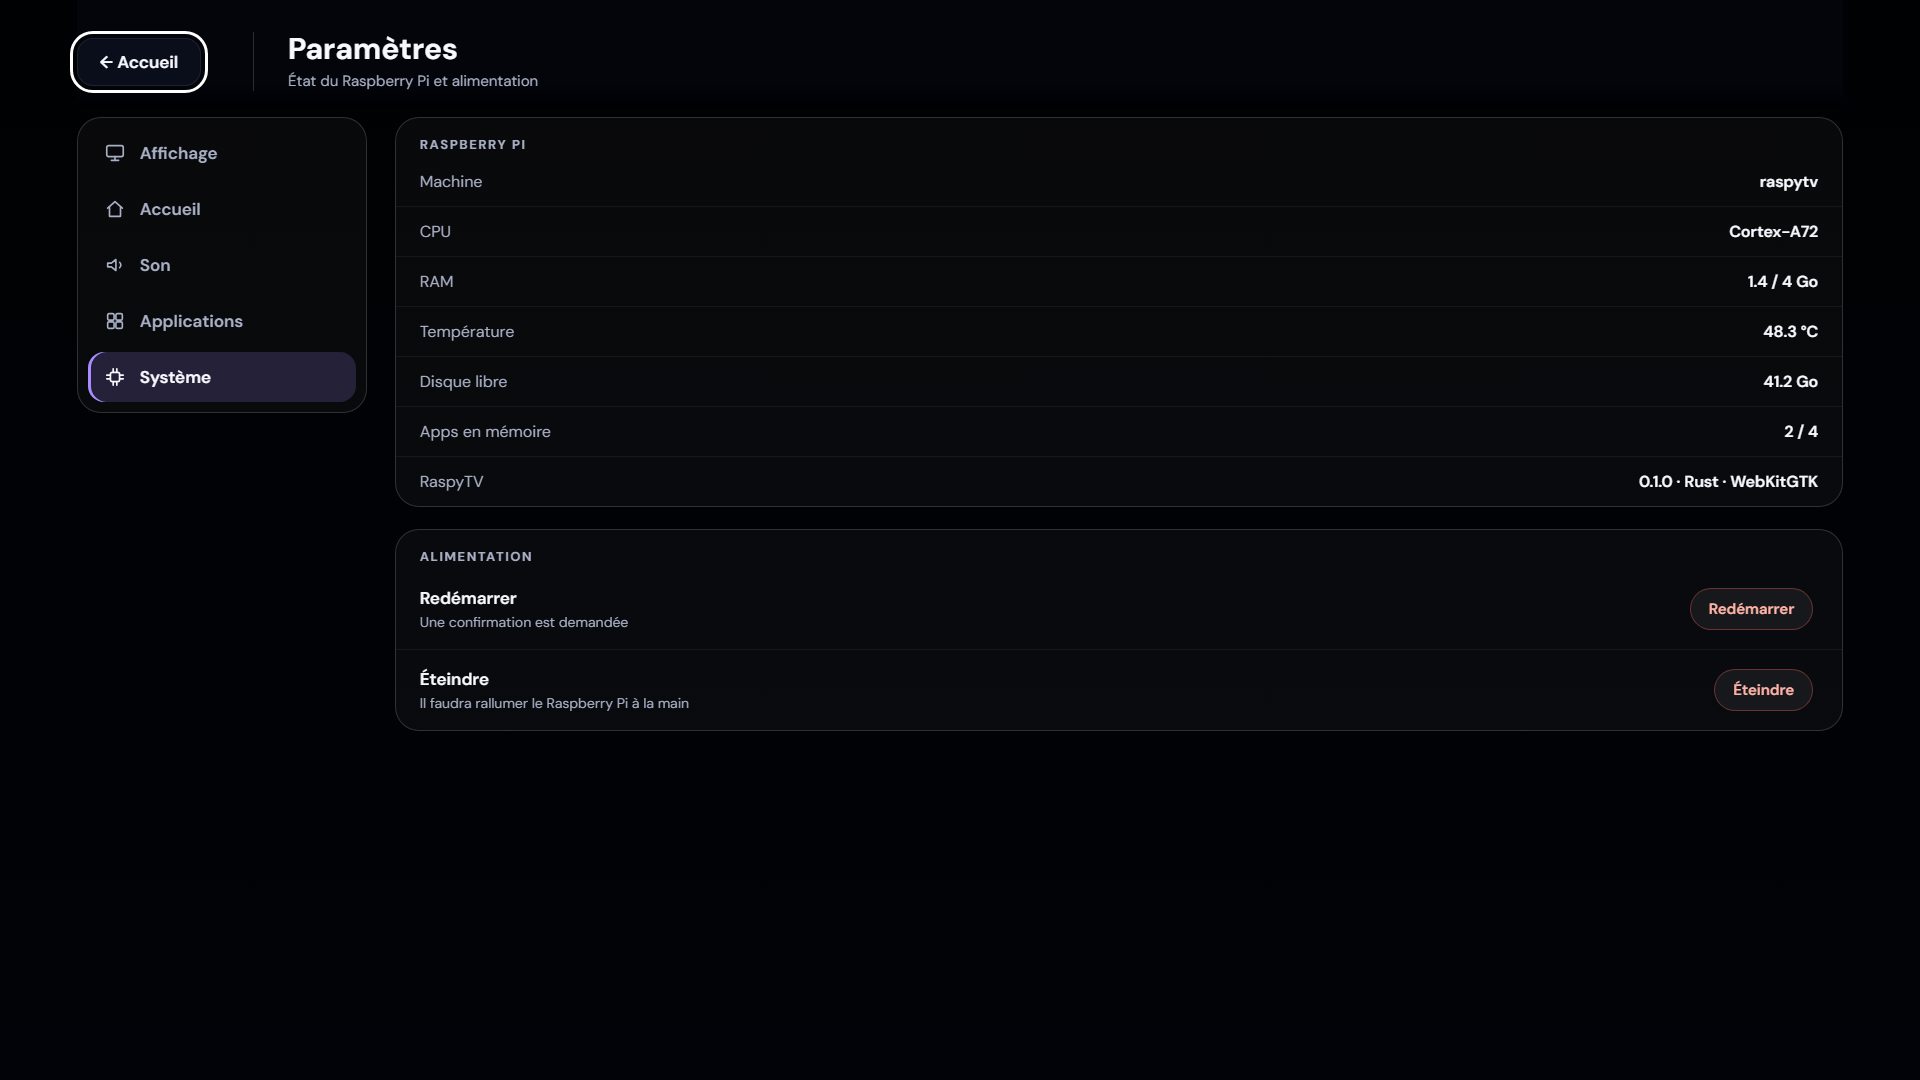 ← Accueil
Paramètres
État du Raspberry Pi et alimentation
Affichage
Accueil
Son
Applications
Système
RASPBERRY PI
Machine raspytv
CPU Cortex-A72
RAM 1.4 / 4 Go
Température 48.3 °C
Disque libre 41.2 Go
Apps en mémoire 2 / 4
RaspyTV 0.1.0 · Rust · WebKitGTK
ALIMENTATION
Redémarrer
Une confirmation est demandée
Redémarrer
Éteindre
Il faudra rallumer le Raspberry Pi à la main
Éteindre